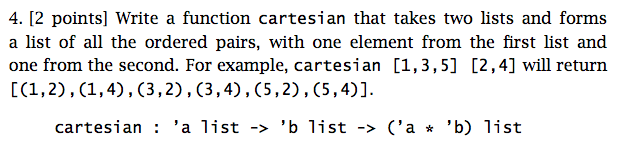 4. [2 points] Write a function cartesian that takes two lists and forms
a list of all the ordered pairs, with one element from the first list and
one from the second. For example, cartesian [1,3,5] [2,4] will return
[(1,2),(1,4),(3,2),(3,4),(5,2),(5,4)].
cartesian : 'a list -> 'b list -> ('a * 'b) list